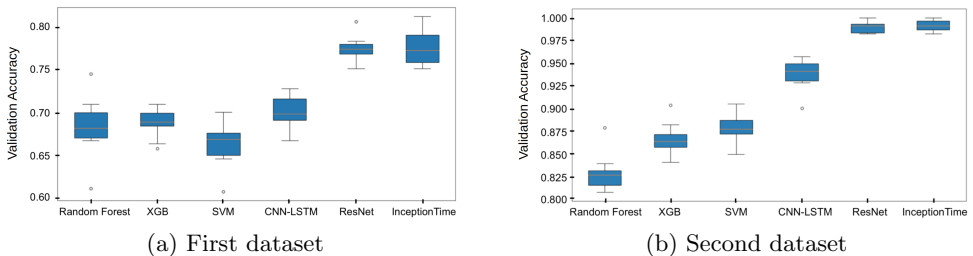 Validation Accuracy
0.80
0.75
0.70
0.65
0.60
Random Forest XGB SVM CNN-LSTM ResNet InceptionTime
(a) First dataset
Validation Accuracy
1.000
0.975
0.950
0.925
0.900
0.875
0.850
0.825
0.800
Random Forest XGB SVM CNN-LSTM ResNet InceptionTime
(b) Second dataset